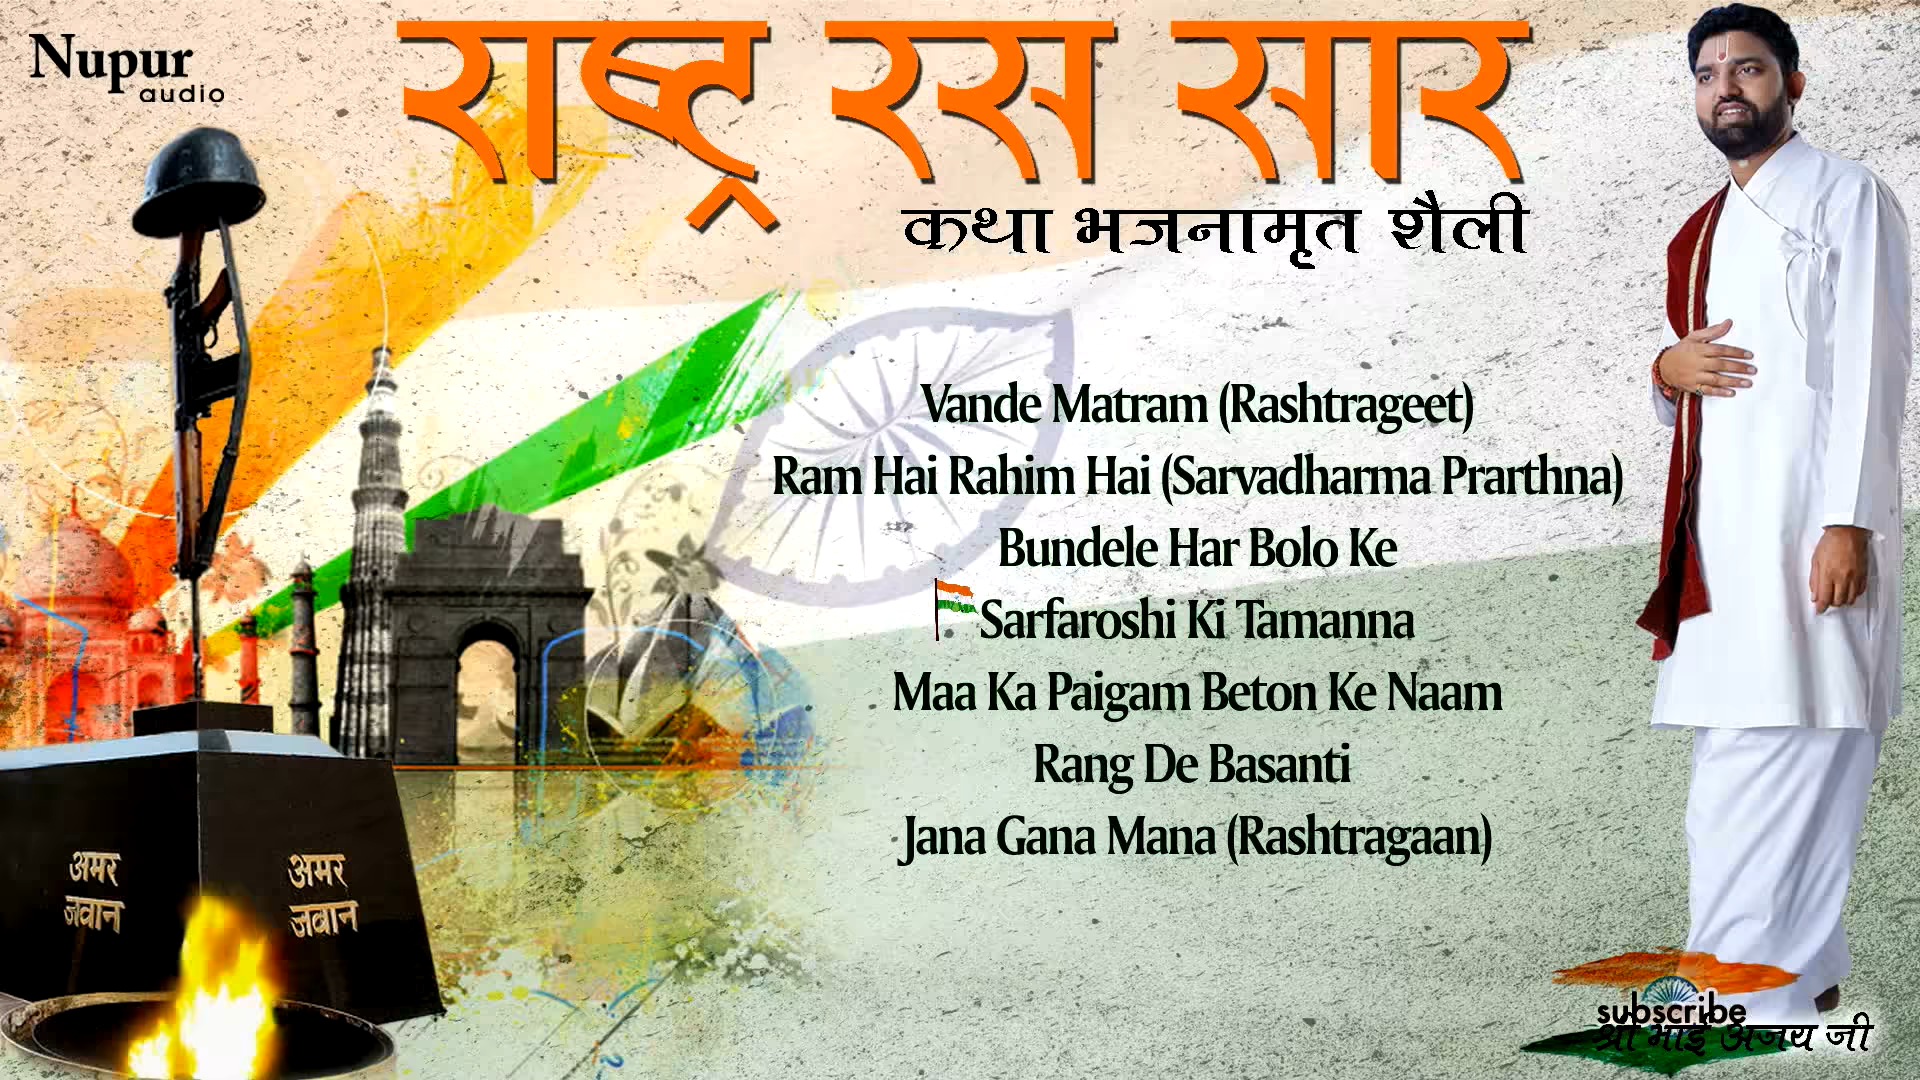 Nupur
audio
राष्ट्र रस सार
कथा भजनामृत शैली
Vande Matram (Rashtrageet)
Ram Hai Rahim Hai (Sarvadharma Prarthna)
Bundele Har Bolo Ke
Sarfaroshi Ki Tamanna
Maa Ka Paigam Beton Ke Naam
Rang De Basanti
Jana Gana Mana (Rashtragaan)
अमर
जवान
अमर
जवान
subscribe
श्री भाई अजय जी